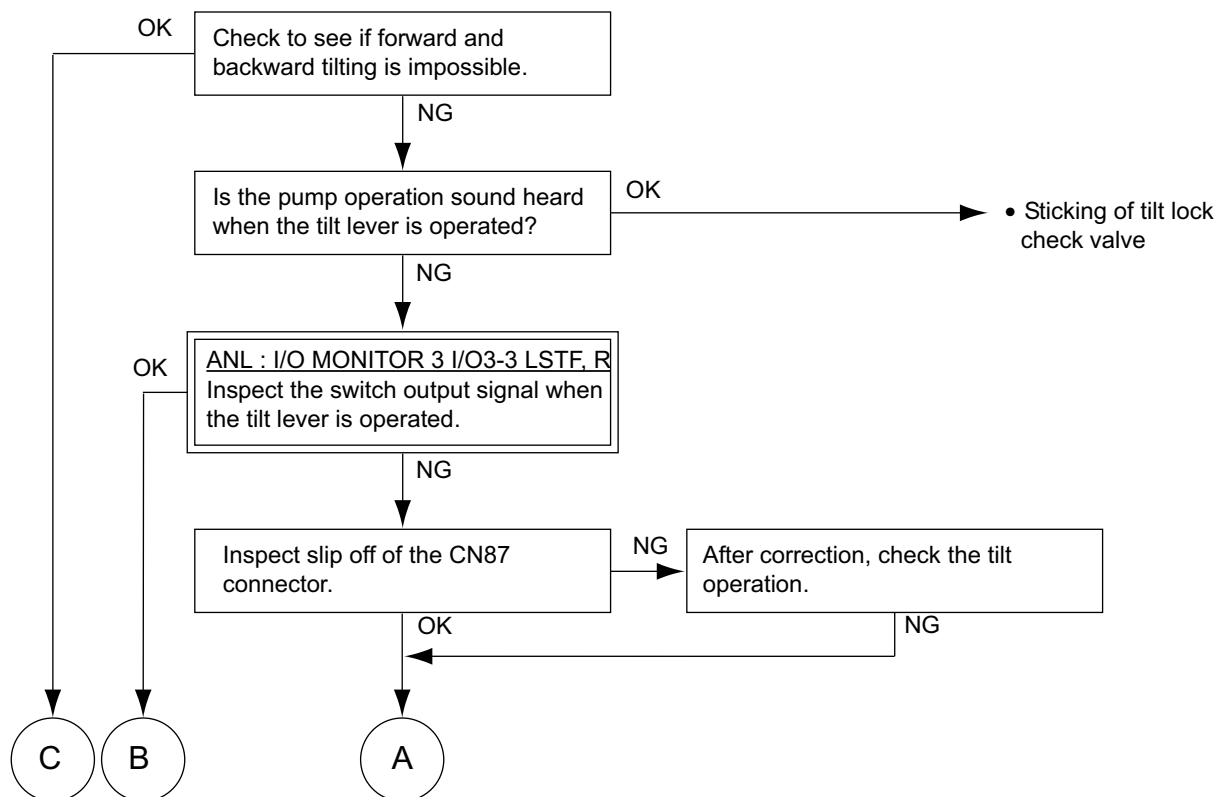 OK
Check to see if forward and
backward tilting is impossible.
NG
Is the pump operation sound heard
when the tilt lever is operated?
OK
• Sticking of tilt lock
check valve
NG
OK
ANL : I/O MONITOR 3 I/O3-3 LSTF, R
Inspect the switch output signal when
the tilt lever is operated.
NG
Inspect slip off of the CN87
connector.
NG
After correction, check the tilt
operation.
OK
NG
C
B
A